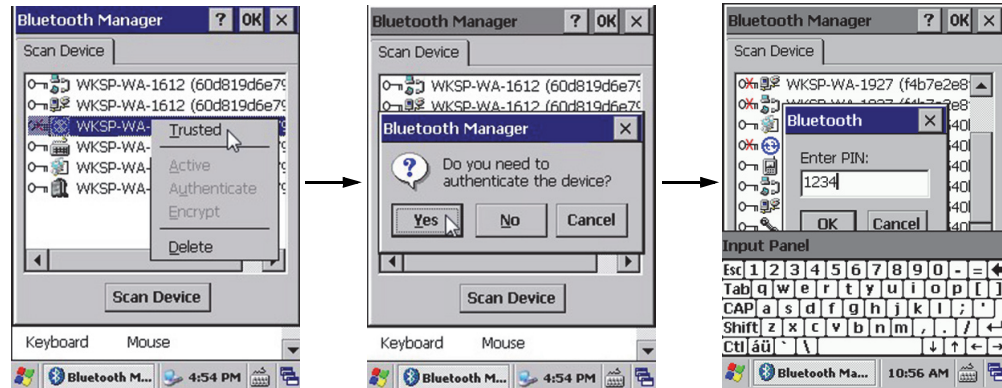 Bluetooth Manager ? OK ×
Scan Device
WKSP-WA-1612 (60d819d6e79
WKSP-WA-1612 (60d819d6e79
WKSP-WA-
WKSP-WA-
WKSP-WA-
WKSP-WA-
Trusted
Active
Authenticate
Encrypt
Delete
Scan Device
Keyboard Mouse
Bluetooth M... 4:54 PM
Bluetooth Manager ? OK ×
Scan Device
WKSP-WA-1612 (60d819d6e79
WKSP-WA-1612 (60d819d6e79
Bluetooth Manager ×
Do you need to
authenticate the device?
Yes No Cancel
Scan Device
Keyboard Mouse
Bluetooth M... 4:54 PM
Bluetooth Manager ? OK ×
Scan Device
WKSP-WA-1927 (f4b7e2e8
Bluetooth ×
Enter PIN:
1234
OK Cancel
Input Panel
Esc 1 2 3 4 5 6 7 8 9 0 - = 
Tab q w e r t y u i o p [ ]
CAP a s d f g h j k l ; '
Shift z x c v b n m , . /
Ctl áü ` \ ↓ ↑ ← →
Bluetooth Ma... 10:56 AM